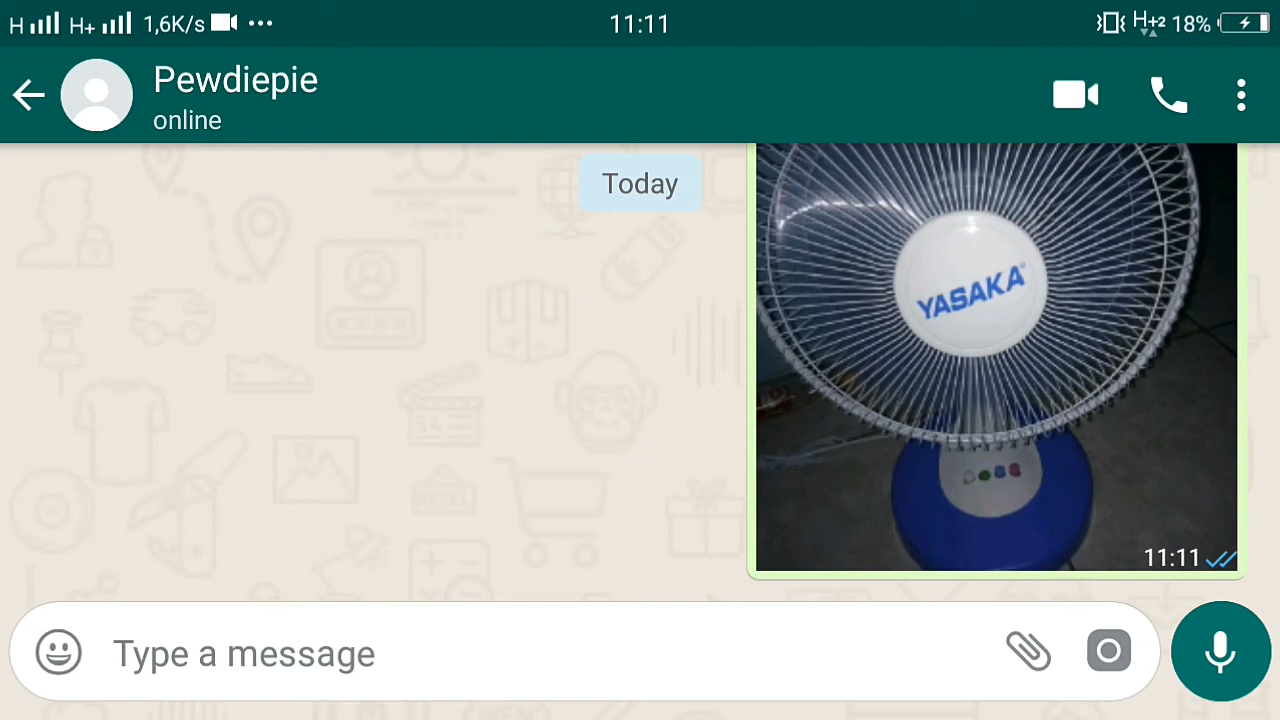 H H+ 1,6K/s 11:11 H+2 18%
Pewdiepie
online
Today
YASAKA
11:11
Type a message